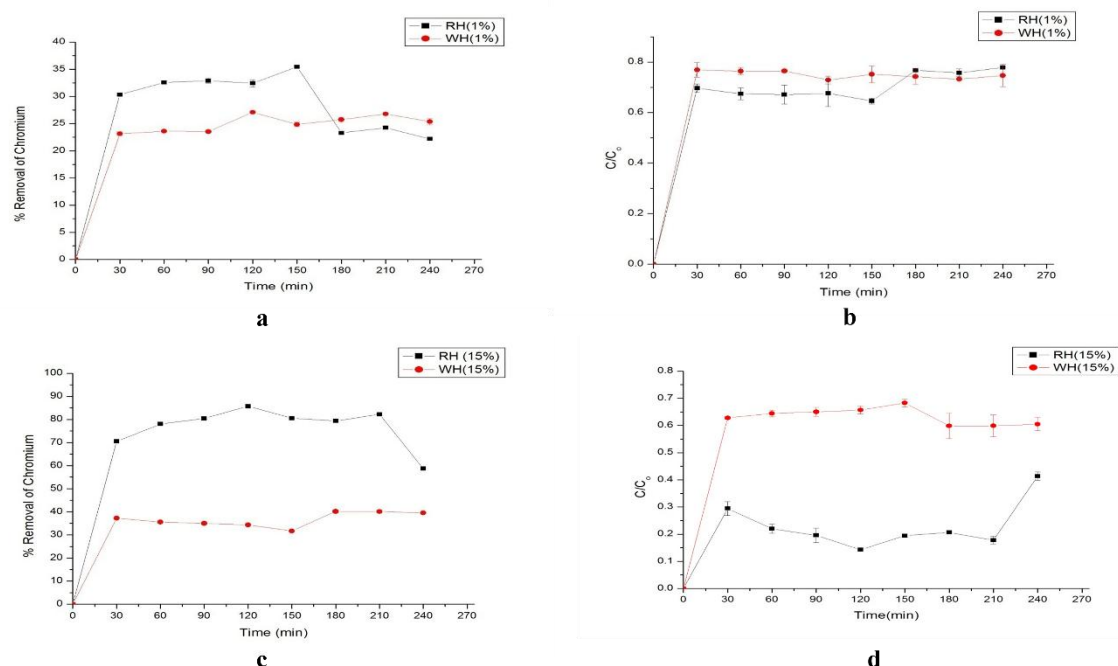 RH(1%)
WH(1%)
% Removal of Chromium
40
35
30
25
20
15
10
5
0
0 30 60 90 120 150 180 210 240 270
Time (min)
a
RH(1%)
WH(1%)
C/Co
0.8
0.6
0.4
0.2
0.0
0 30 60 90 120 150 180 210 240 270
Time (min)
b
RH (15%)
WH(15%)
% Removal of Chromium
100
90
80
70
60
50
40
30
20
10
0
0 30 60 90 120 150 180 210 240 270
Time (min)
c
RH(15%)
WH(15%)
C/Co
0.8
0.7
0.6
0.5
0.4
0.3
0.2
0.1
0.0
0 30 60 90 120 150 180 210 240 270
Time(min)
d